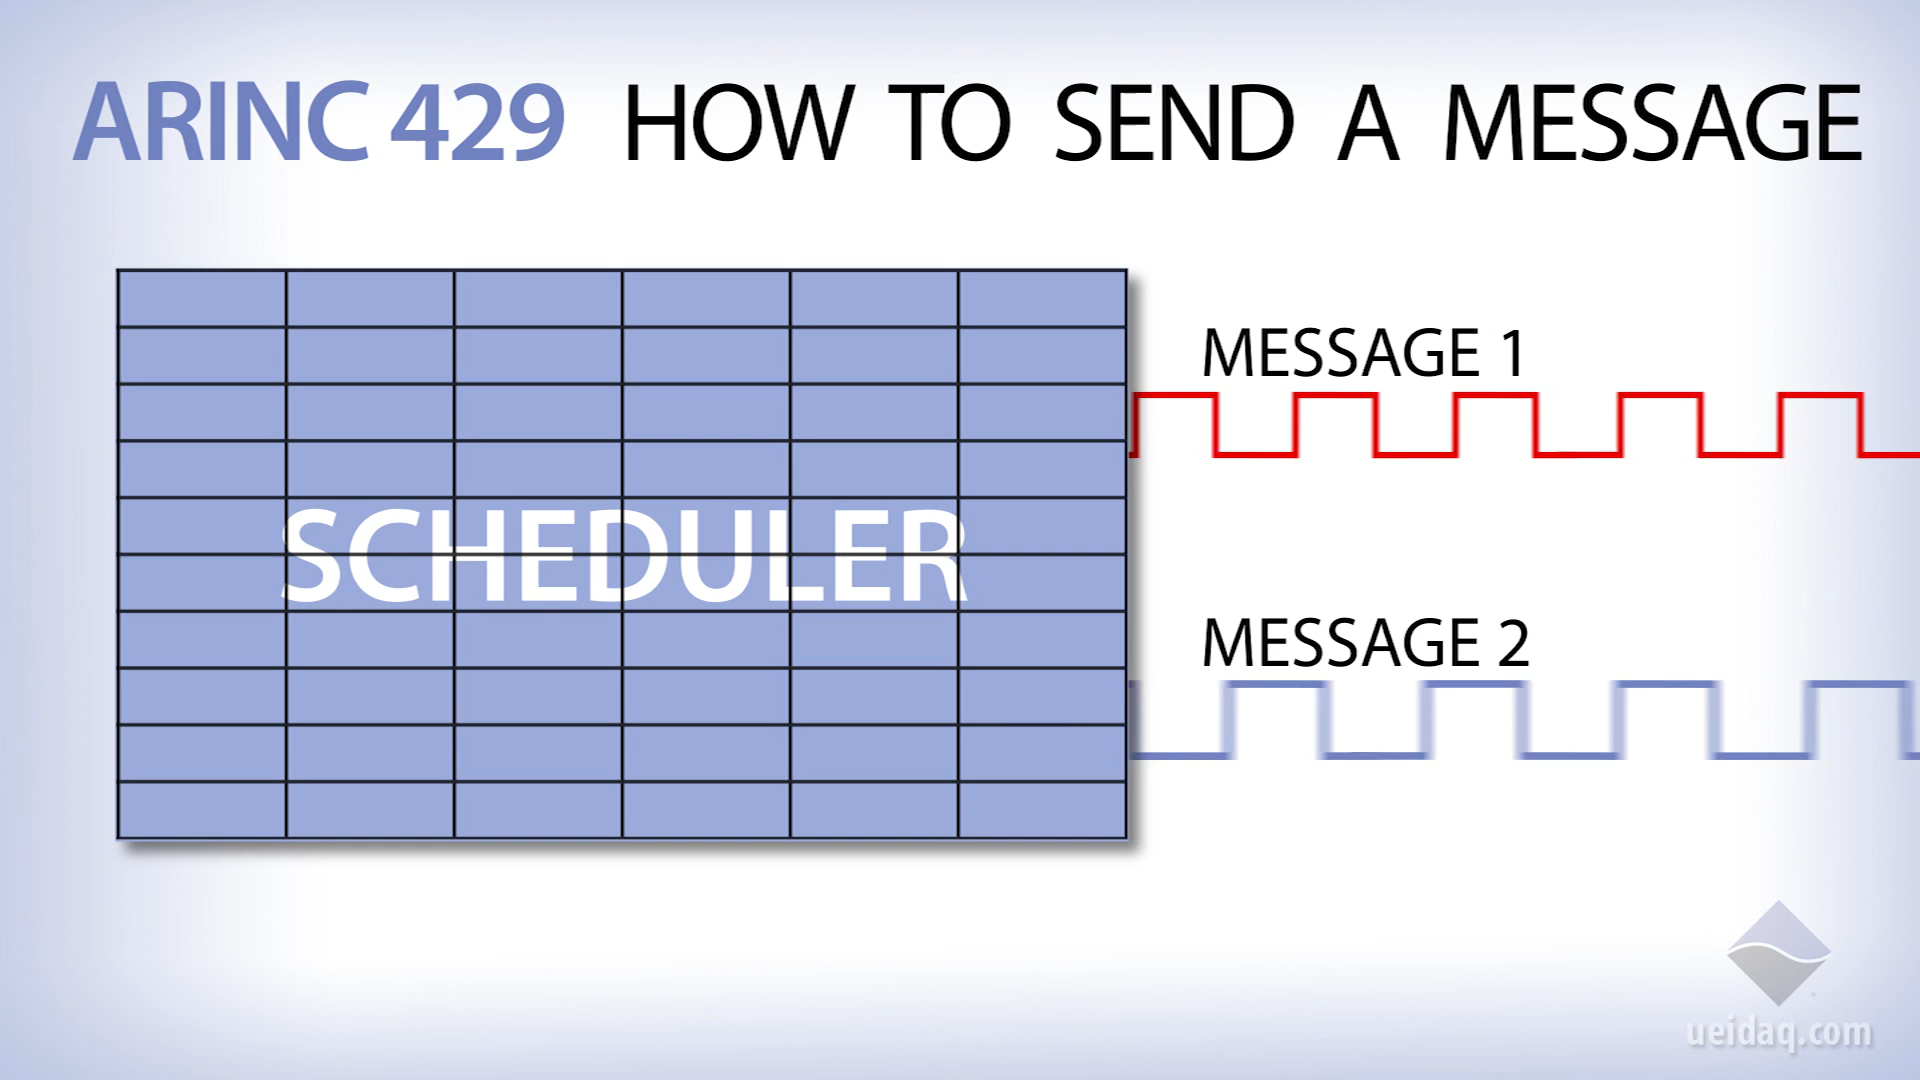 ARINC 429 HOW TO SEND A MESSAGE
SCHEDULER
MESSAGE 1
MESSAGE 2
ueidaq.com